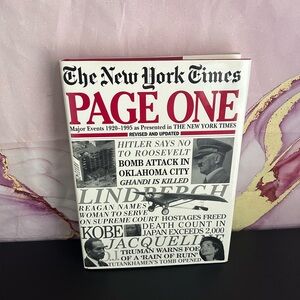 The New York Times
PAGE ONE
Major Events 1920-1995 as Presented in THE NEW YORK TIMES
REVISED AND UPDATED
HITLER SAYS NO
TO ROOSEVELT
BOMB ATTACK IN
OKLAHOMA CITY
GHANDI IS KILLED
LINDBERGH
REAGAN NAMES
WOMAN TO SERVE
ON SUPREME COURT
HOSTAGES FREED
KOBE
DEATH COUNT IN
JAPAN EXCEEDS 2,000
JACQUELINE
TRUMAN WARNS FOE
OF A 'RAIN OF RUIN'
TUTANKHAMEN'S TOMB OPENED